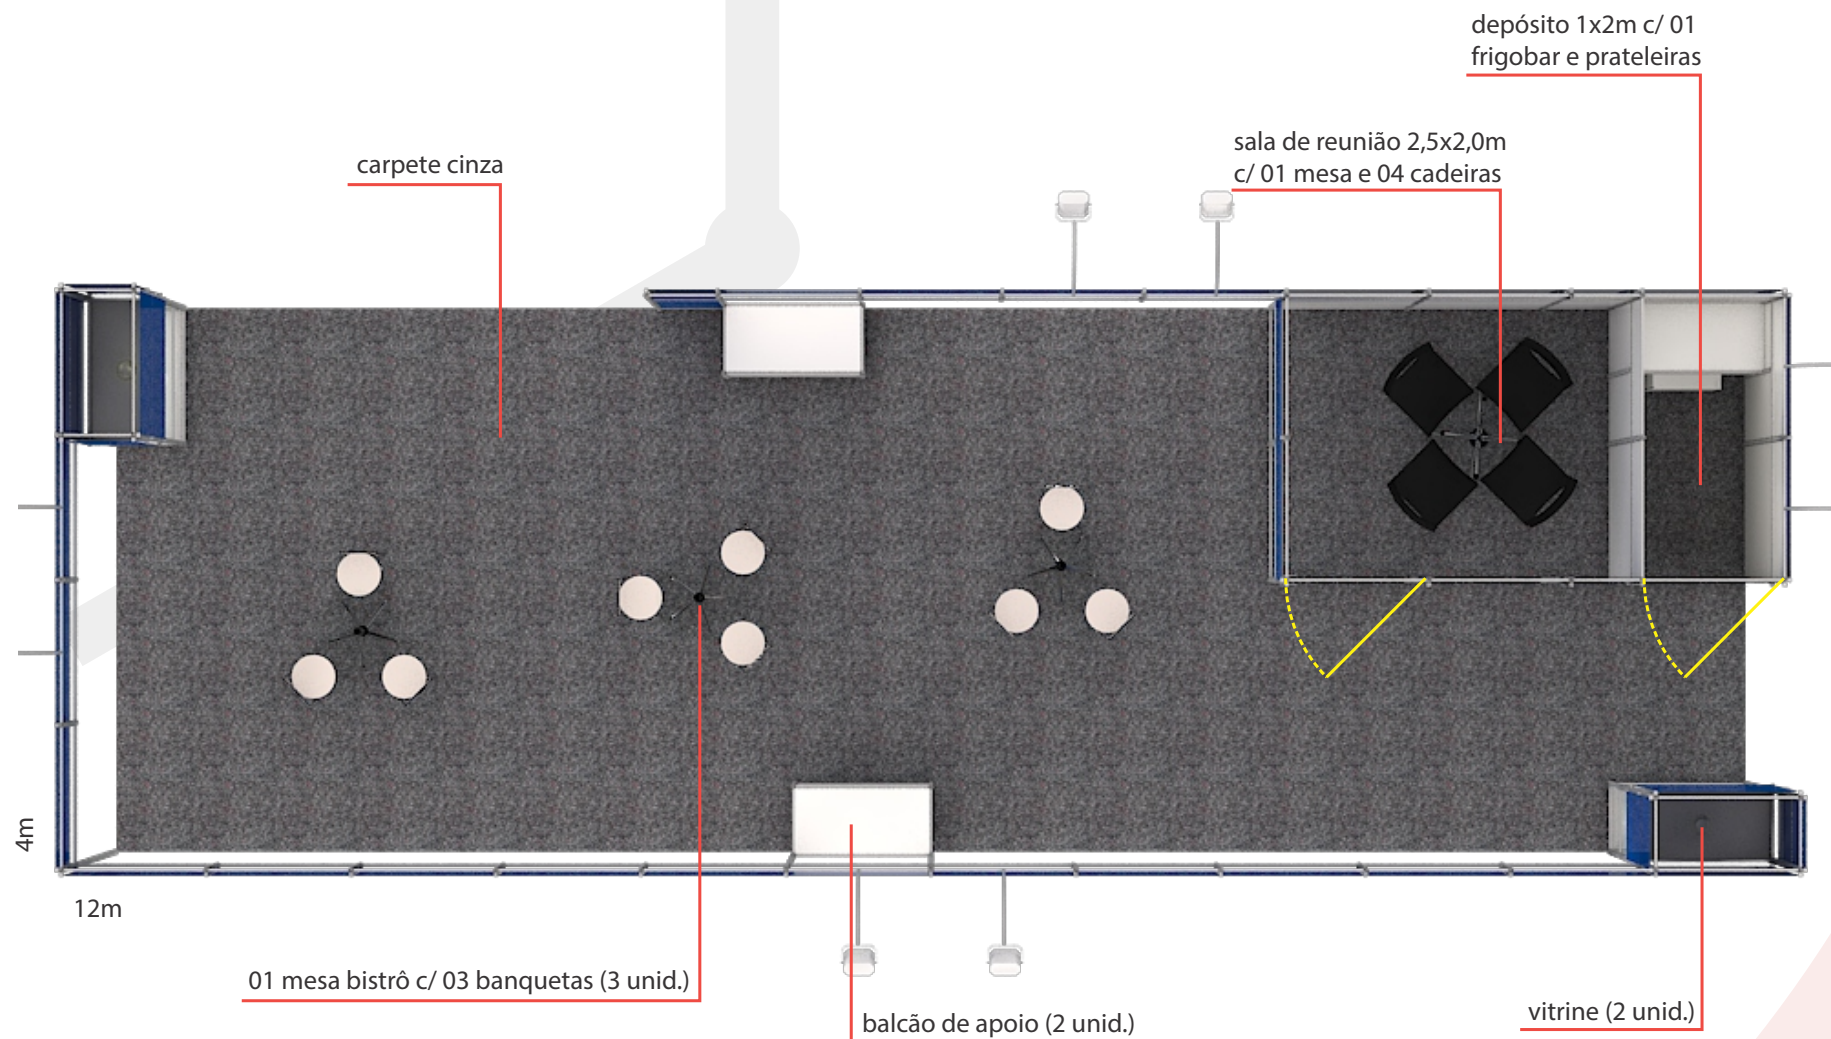 depósito 1x2m c/ 01
frigobar e prateleiras
sala de reunião 2,5x2,0m
c/ 01 mesa e 04 cadeiras
carpete cinza
4m
12m
01 mesa bistrô c/ 03 banquetas (3 unid.)
balcão de apoio (2 unid.)
vitrine (2 unid.)